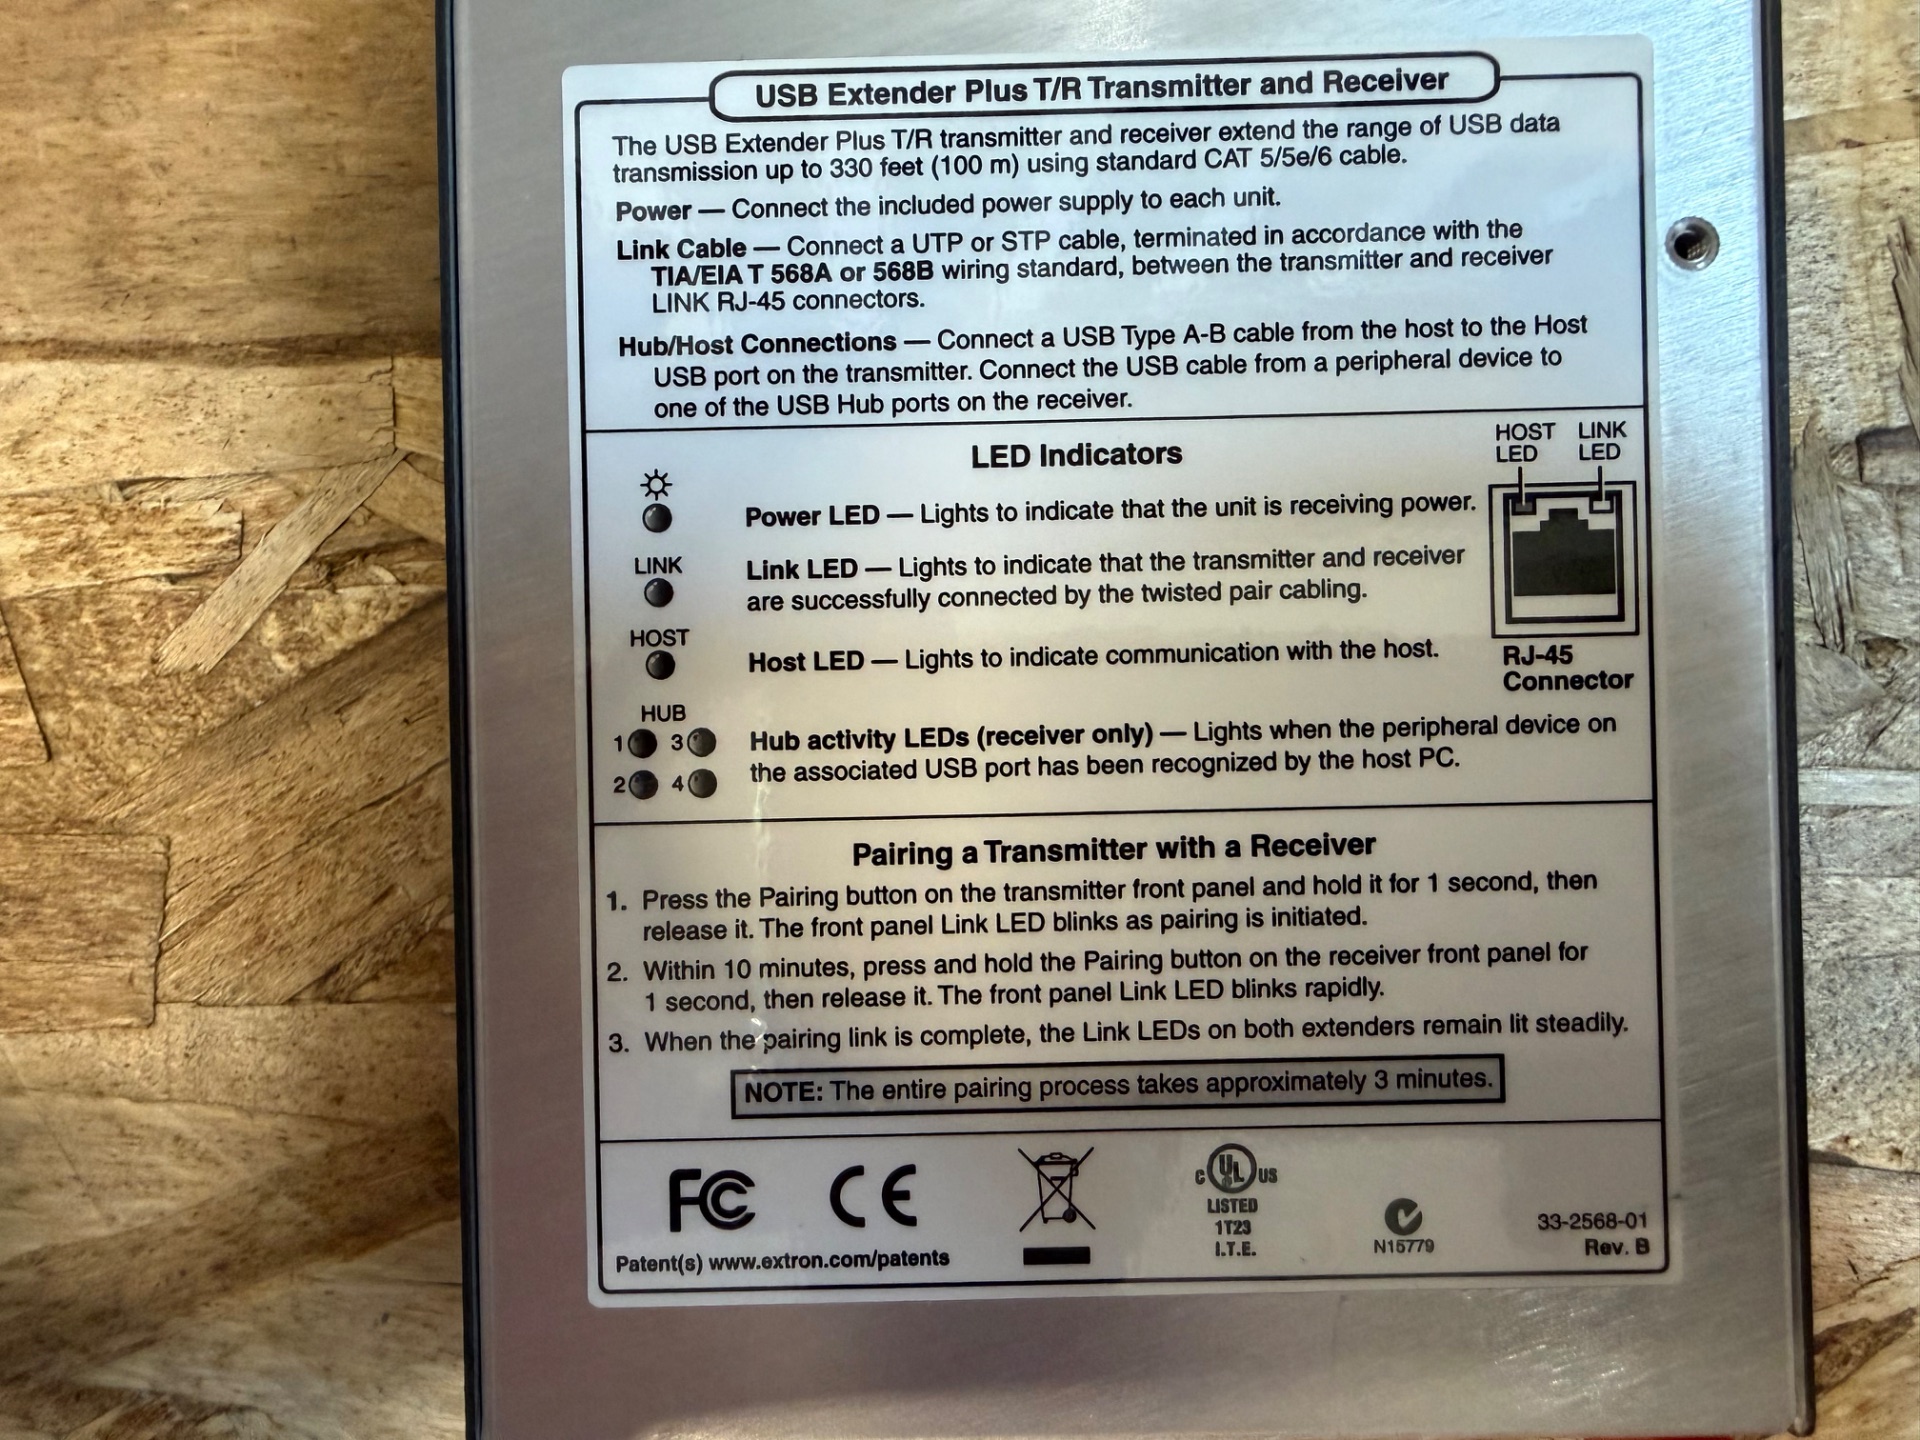 USB Extender Plus T/R Transmitter and Receiver
The USB Extender Plus T/R transmitter and receiver extend the range of USB data
transmission up to 330 feet (100 m) using standard CAT 5/5e/6 cable.
Power — Connect the included power supply to each unit.
Link Cable — Connect a UTP or STP cable, terminated in accordance with the
TIA/EIA T 568A or 568B wiring standard, between the transmitter and receiver
LINK RJ-45 connectors.
Hub/Host Connections — Connect a USB Type A-B cable from the host to the Host
USB port on the transmitter. Connect the USB cable from a peripheral device to
one of the USB Hub ports on the receiver.
LED Indicators
HOST LINK
LED LED
Power LED — Lights to indicate that the unit is receiving power.
LINK
Link LED — Lights to indicate that the transmitter and receiver
are successfully connected by the twisted pair cabling.
HOST
Host LED — Lights to indicate communication with the host.
RJ-45
Connector
HUB
1 3
2 4
Hub activity LEDs (receiver only) — Lights when the peripheral device on
the associated USB port has been recognized by the host PC.
Pairing a Transmitter with a Receiver
1. Press the Pairing button on the transmitter front panel and hold it for 1 second, then
release it. The front panel Link LED blinks as pairing is initiated.
2. Within 10 minutes, press and hold the Pairing button on the receiver front panel for
1 second, then release it. The front panel Link LED blinks rapidly.
3. When the pairing link is complete, the Link LEDs on both extenders remain lit steadily.
NOTE: The entire pairing process takes approximately 3 minutes.
FC CE
Patent(s) www.extron.com/patents
C UL US
LISTED
1T23
I.T.E.
N15779
33-2568-01
Rev. B